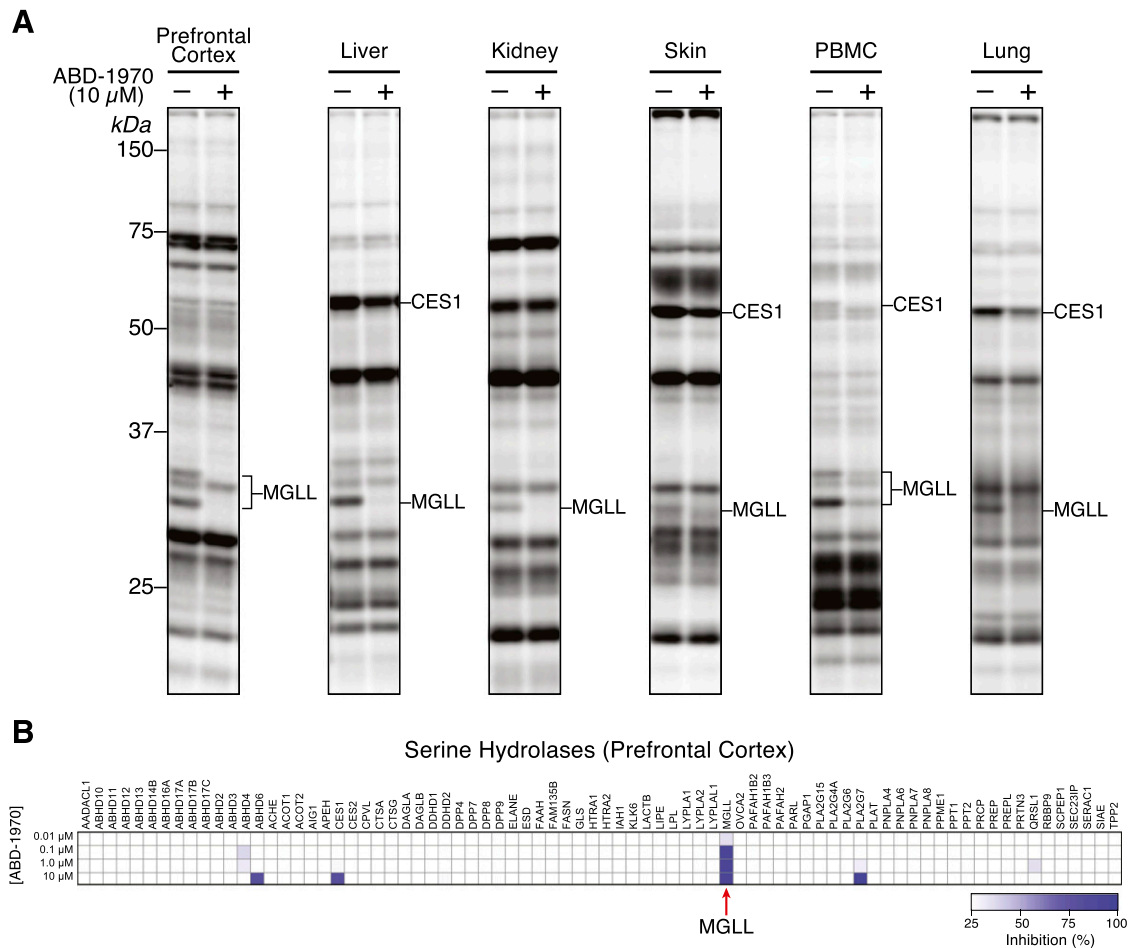 A
Prefrontal
Cortex
Liver
Kidney
Skin
PBMC
Lung
ABD-1970
(10 µM)
− + − + − + − + − + − +
kDa
150
75
50
37
25
CES1
CES1
CES1
CES1
MGLL
MGLL
MGLL
MGLL
MGLL
MGLL
B
Serine Hydrolases (Prefrontal Cortex)
AADACL1
ABHD10
ABHD11
ABHD12
ABHD13
ABHD14B
ABHD16A
ABHD17A
ABHD17B
ABHD17C
ABHD2
ABHD3
ABHD4
ABHD6
ACHE
ACOT1
ACOT2
AIG1
APEH
CES1
CES2
CPVL
CTSA
CTSG
DAGLA
DAGLB
DDHD1
DDHD2
DPP4
DPP7
DPP8
DPP9
ELANE
ESD
FAAH
FAM135B
FASN
GLS
HTRA1
HTRA2
IAH1
KLK6
LACTB
LIPE
LPL
LYPLA1
LYPLA2
LYPLAL1
MGLL
OVCA2
PAFAH1B2
PAFAH1B3
PAFAH2
PARL
PGAP1
PLA2G15
PLA2G4A
PLA2G6
PLA2G7
PLAT
PNPLA4
PNPLA6
PNPLA7
PNPLA8
PPME1
PPT1
PPT2
PRCP
PREP
PREPL
PRTN3
QRSL1
RBBP9
SCPEP1
SEC23IP
SERAC1
SIAE
TPP2
[ABD-1970]
0.01 µM
0.1 µM
1.0 µM
10 µM
MGLL
25 50 75 100
Inhibition (%)